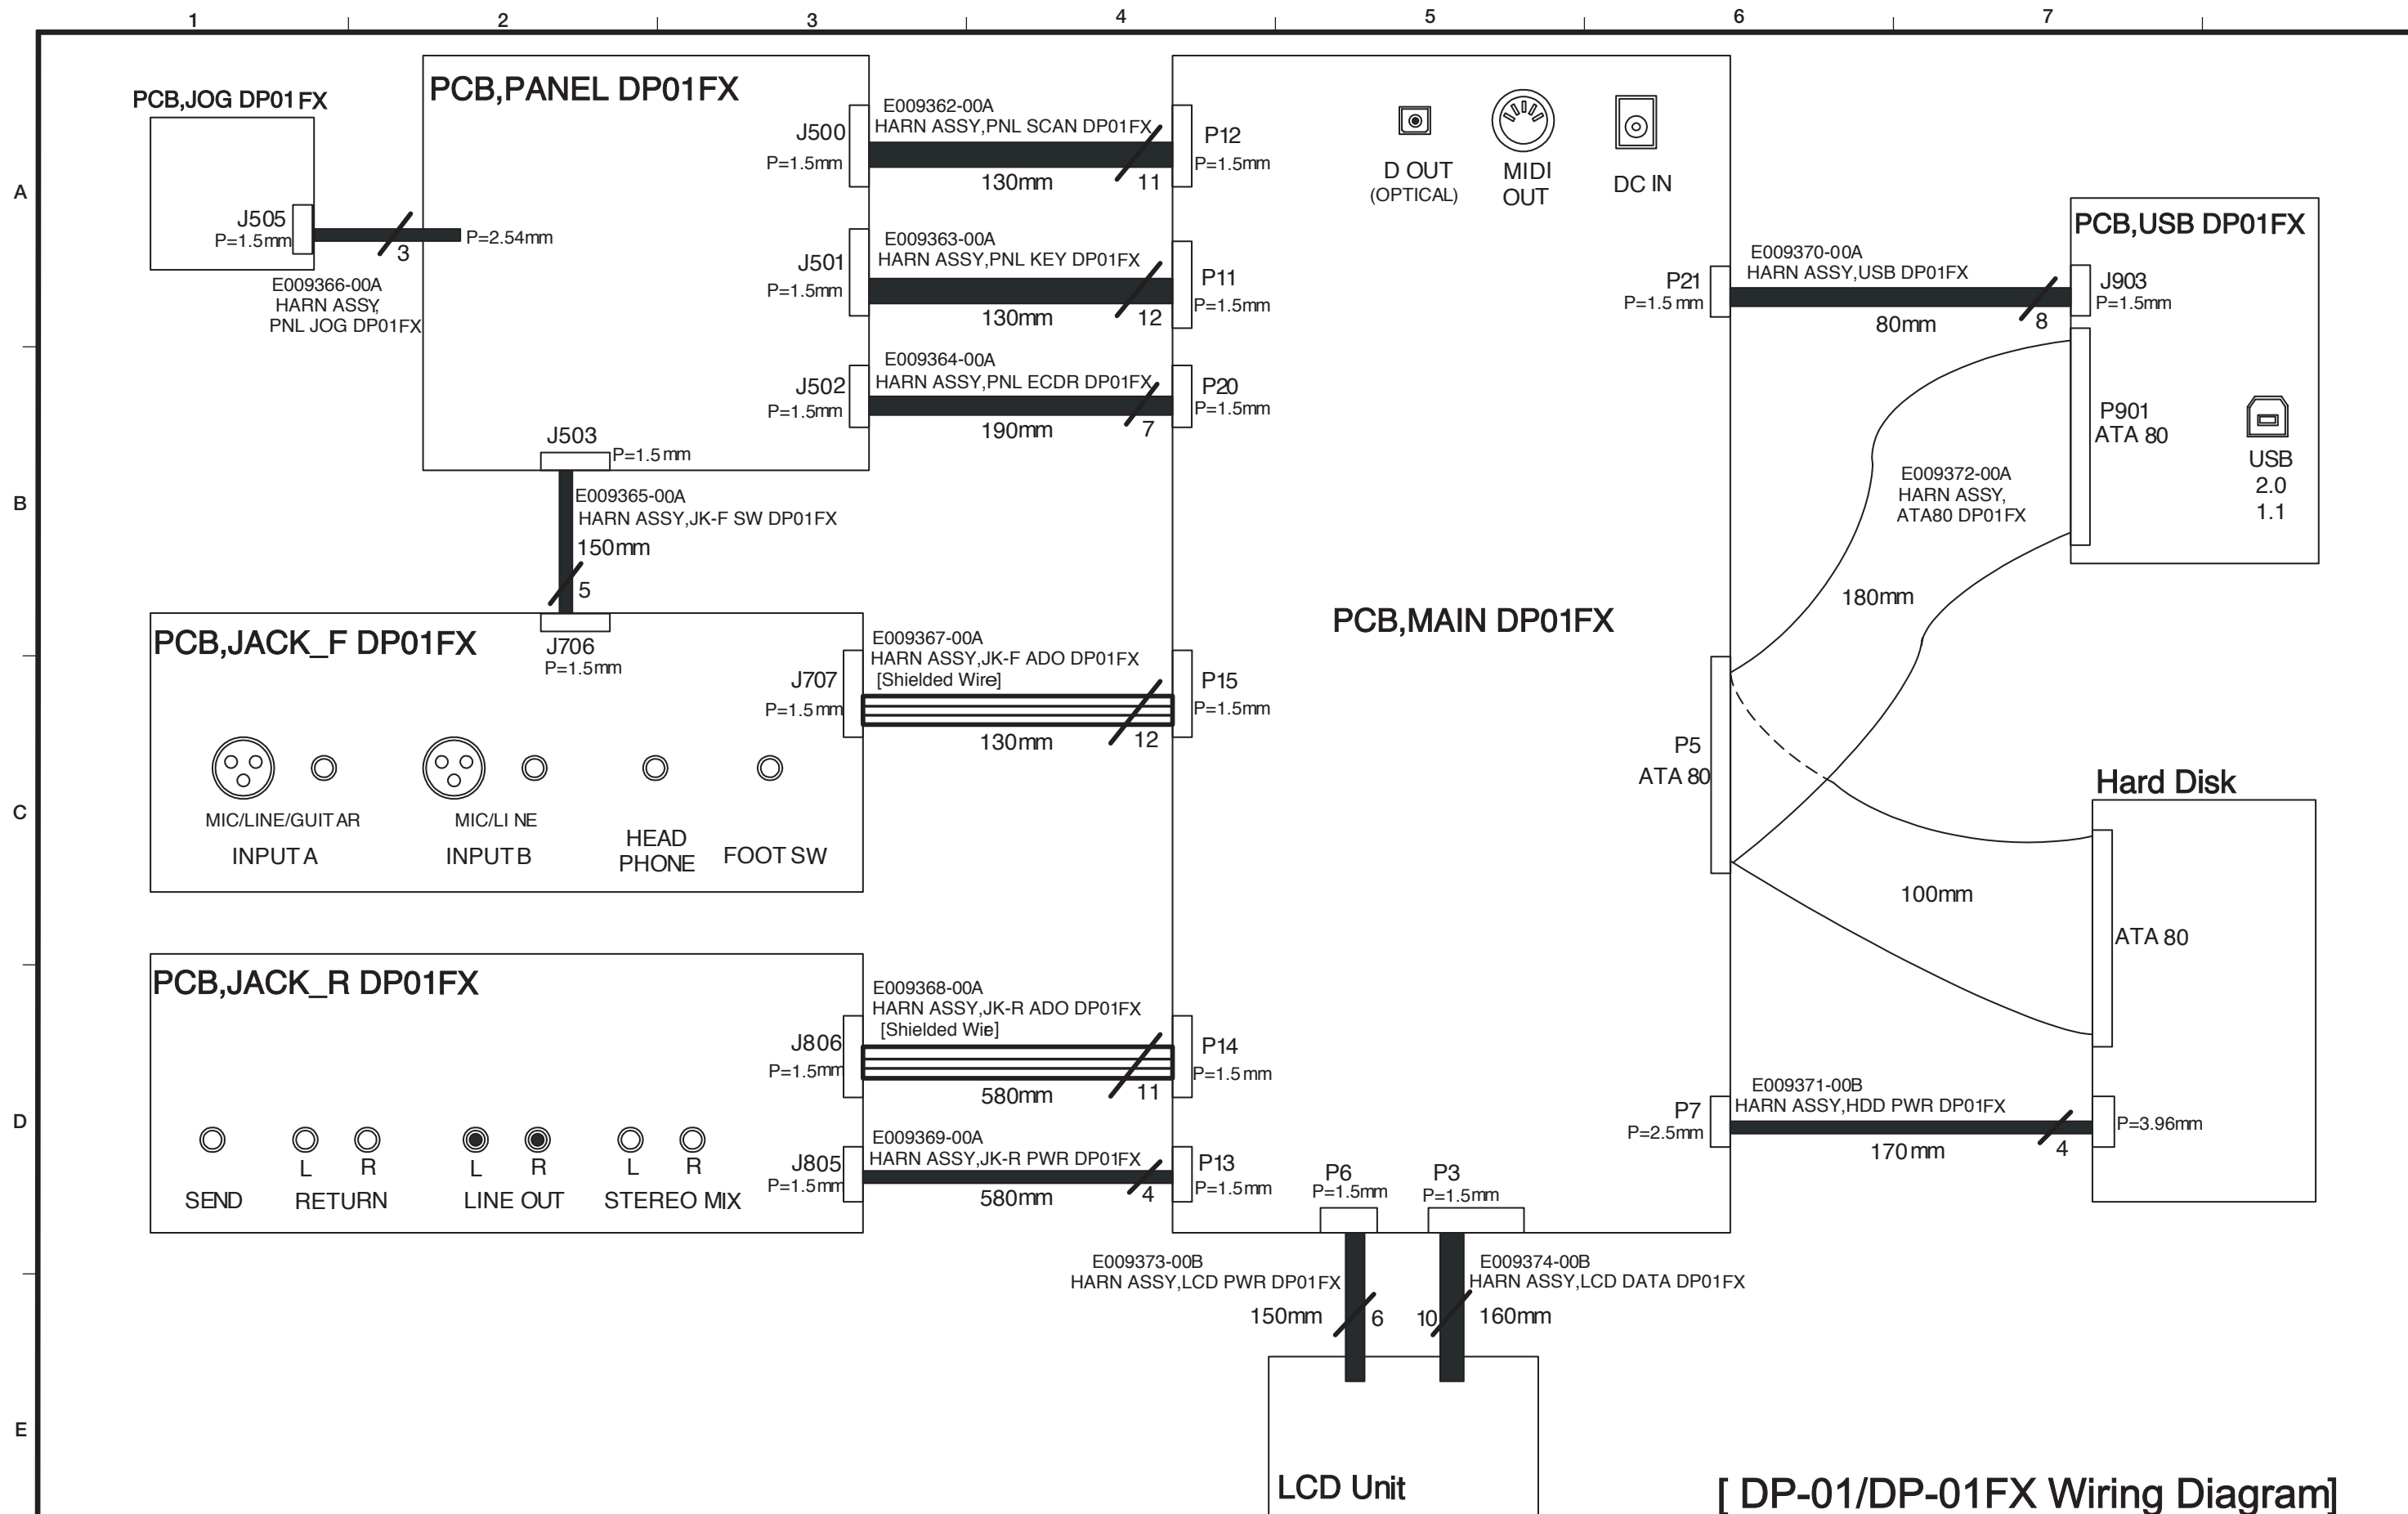 1 2 3 4 5 6 7
A
B
C
D
E
PCB,JOG DP01FX
J505
P=1.5mm
3
P=2.54mm
E009366-00A
HARN ASSY,
PNL JOG DP01FX
PCB,PANEL DP01FX
J500
P=1.5mm
E009362-00A
HARN ASSY,PNL SCAN DP01FX
130mm
11
P12
P=1.5mm
J501
P=1.5mm
E009363-00A
HARN ASSY,PNL KEY DP01FX
130mm
12
P11
P=1.5mm
J502
P=1.5mm
E009364-00A
HARN ASSY,PNL ECDR DP01FX
190mm
7
P20
P=1.5mm
J503
P=1.5mm
E009365-00A
HARN ASSY,JK-F SW DP01FX
150mm
5
J706
P=1.5mm
PCB,JACK_F DP01FX
J707
P=1.5mm
E009367-00A
HARN ASSY,JK-F ADO DP01FX
[Shielded Wire]
130mm
12
P15
P=1.5mm
MIC/LINE/GUITAR
INPUT A
MIC/LINE
INPUT B
HEAD
PHONE
FOOT SW
PCB,JACK_R DP01FX
J806
P=1.5mm
E009368-00A
HARN ASSY,JK-R ADO DP01FX
[Shielded Wie]
580mm
11
P14
P=1.5mm
J805
P=1.5mm
E009369-00A
HARN ASSY,JK-R PWR DP01FX
580mm
4
P13
P=1.5mm
L R L R L R
SEND RETURN LINE OUT STEREO MIX
D OUT
(OPTICAL)
MIDI
OUT
DC IN
PCB,MAIN DP01FX
P21
P=1.5mm
E009370-00A
HARN ASSY,USB DP01FX
80mm
8
PCB,USB DP01FX
J903
P=1.5mm
P901
ATA 80
USB
2.0
1.1
E009372-00A
HARN ASSY,
ATA80 DP01FX
180mm
P5
ATA 80
100mm
Hard Disk
ATA 80
P7
P=2.5mm
E009371-00B
HARN ASSY,HDD PWR DP01FX
170mm
4
P=3.96mm
P6
P=1.5mm
P3
P=1.5mm
E009373-00B
HARN ASSY,LCD PWR DP01FX
150mm
6
E009374-00B
HARN ASSY,LCD DATA DP01FX
10
160mm
LCD Unit
[ DP-01/DP-01FX Wiring Diagram]